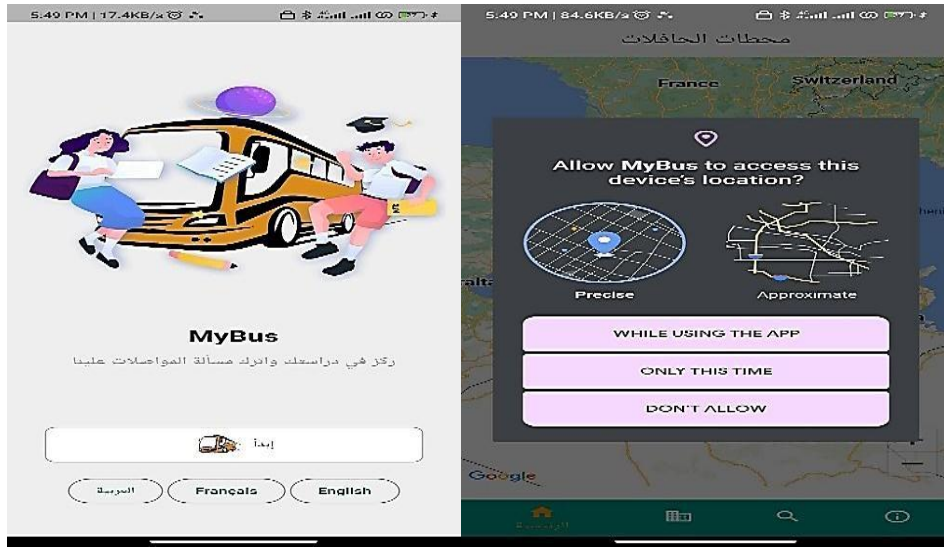 5:49 PM | 17.4KB/s
MyBus
ركز في دراستك واترك مسألة المواصلات علينا
إبدأ
العربية
Français
English
5:49 PM | 84.6KB/s
محطات الحافلات
France
Switzerland
Allow MyBus to access this
device's location?
Precise
Approximate
WHILE USING THE APP
ONLY THIS TIME
DON'T ALLOW
Google
الرئيسية